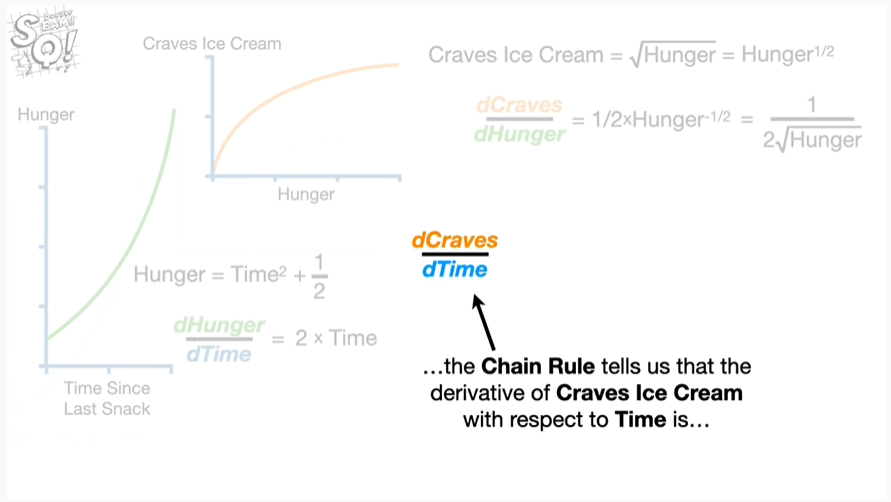 SQ!
Craves Ice Cream
Hunger
Hunger
Time Since
Last Snack
Hunger = Time² + 1/2
dHunger/dTime = 2 × Time
Craves Ice Cream = √Hunger = Hunger^1/2
dCraves/dHunger = 1/2×Hunger^-1/2 = 1/(2√Hunger)
dCraves
dTime
…the Chain Rule tells us that the
derivative of Craves Ice Cream
with respect to Time is…